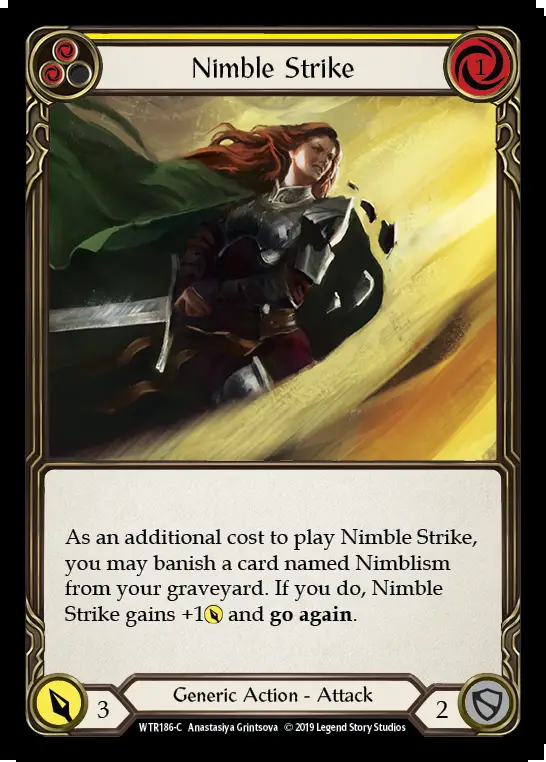 Nimble Strike
1
As an additional cost to play Nimble Strike,
you may banish a card named Nimblism
from your graveyard. If you do, Nimble
Strike gains +1 and go again.
3
Generic Action - Attack
2
WTR186-C Anastasiya Grintsova © 2019 Legend Story Studios